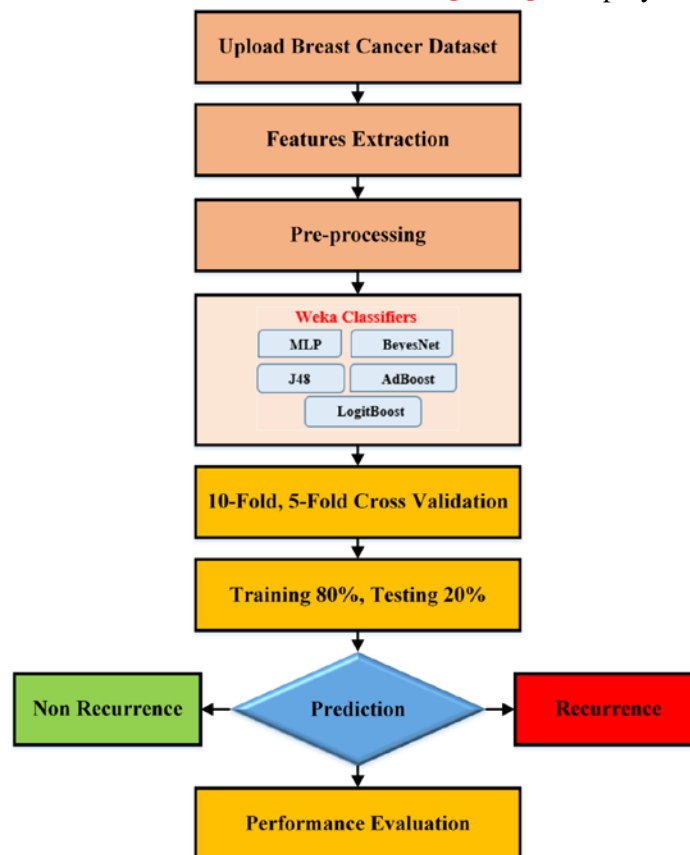 Upload Breast Cancer Dataset
Features Extraction
Pre-processing
Weka Classifiers
MLP BeyesNet
J48 AdBoost
LogitBoost
10-Fold, 5-Fold Cross Validation
Training 80%, Testing 20%
Non Recurrence Prediction Recurrence
Performance Evaluation